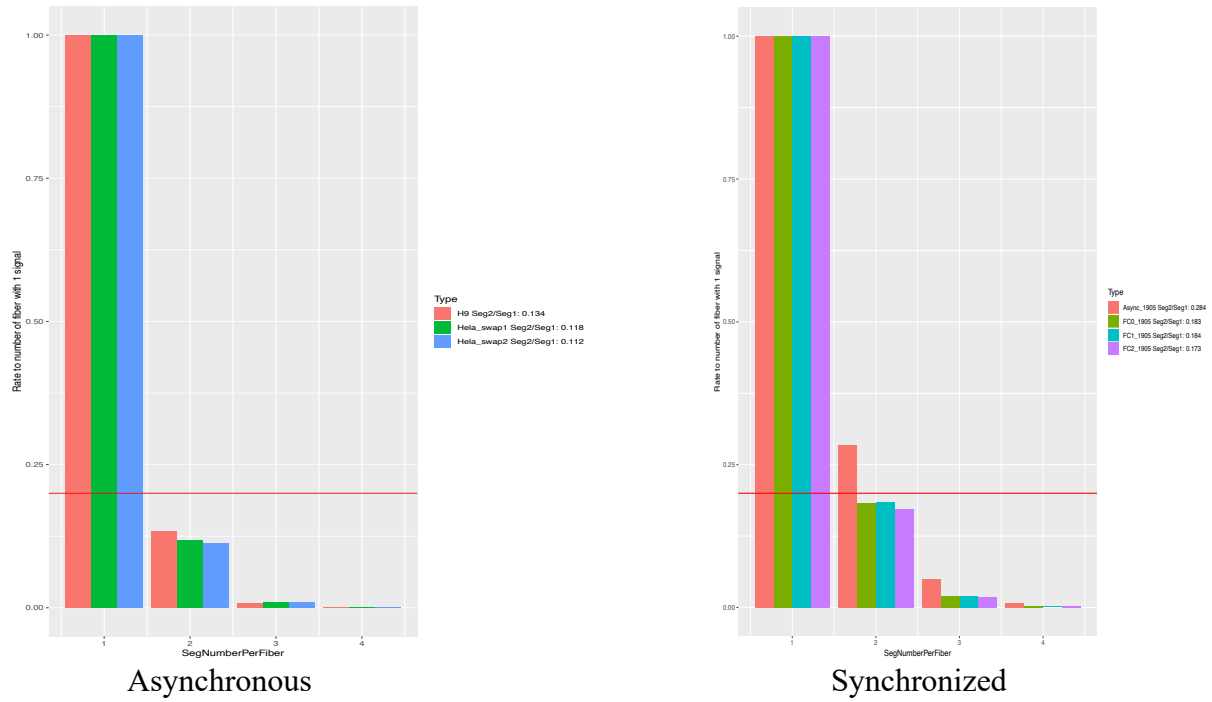 Rate to number of fiber with 1 signal
1.00
0.75
0.50
0.25
0.00
1 2 3 4
SegNumberPerFiber
Type
H9 Seg2/Seg1: 0.134
Hela_swap1 Seg2/Seg1: 0.118
Hela_swap2 Seg2/Seg1: 0.112
Asynchronous
Rate to number of fiber with 1 signal
1.00
0.75
0.50
0.25
0.00
1 2 3 4
SegNumberPerFiber
Type
Async_1905 Seg2/Seg1: 0.284
FC0_1905 Seg2/Seg1: 0.183
FC1_1905 Seg2/Seg1: 0.184
FC2_1905 Seg2/Seg1: 0.173
Synchronized